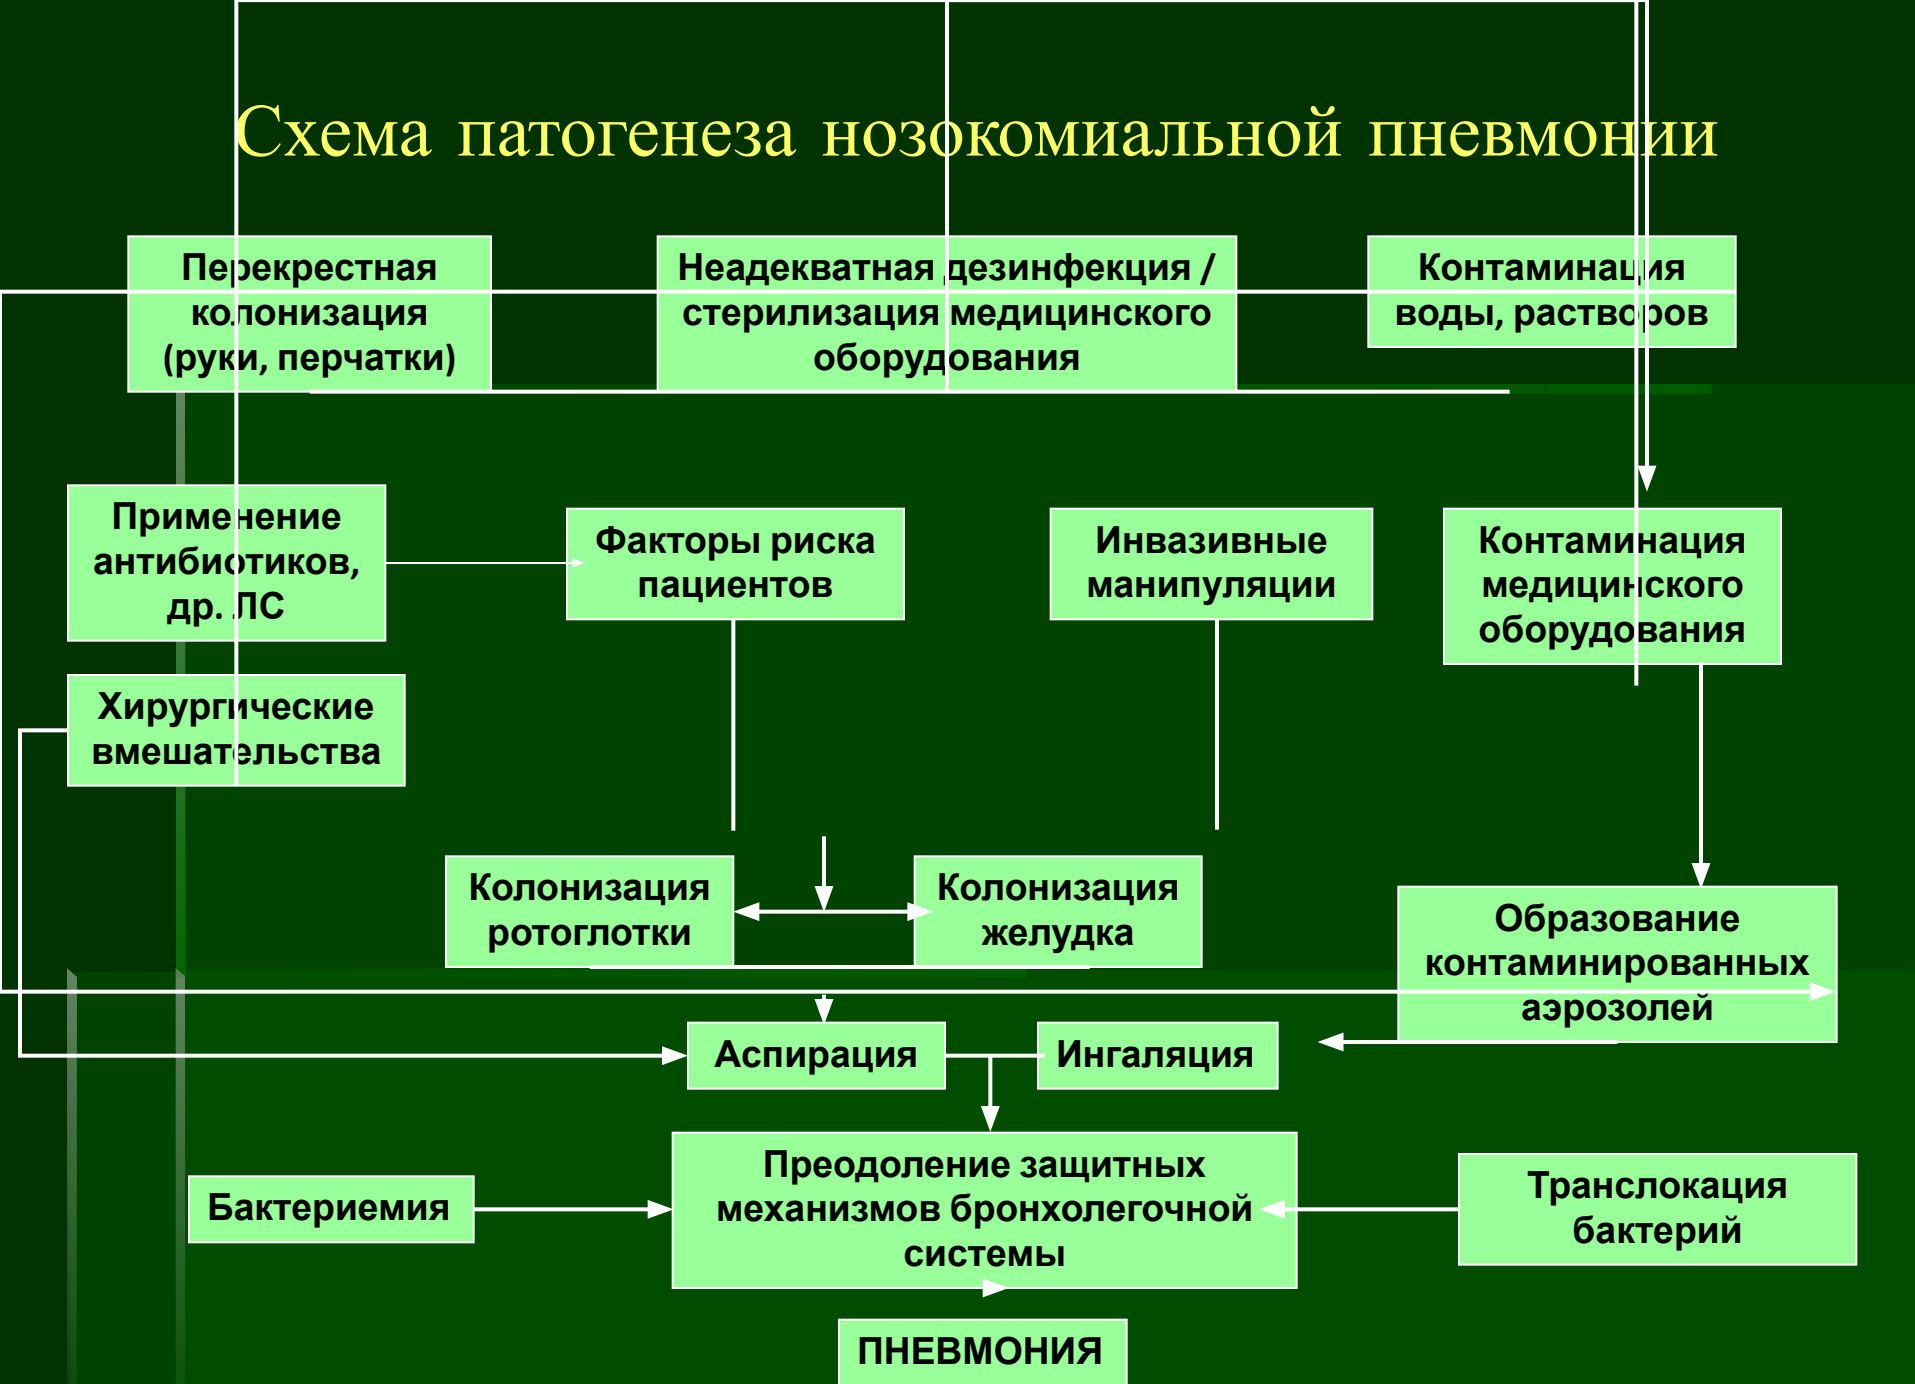 Схема патогенеза нозокомиальной пневмонии
Перекрестная
колонизация
(руки, перчатки)
Неадекватная дезинфекция /
стерилизация медицинского
оборудования
Контаминация
воды, растворов
Применение
антибиотиков,
др. ЛС
Факторы риска
пациентов
Инвазивные
манипуляции
Контаминация
медицинского
оборудования
Хирургические
вмешательства
Колонизация
ротоглотки
Колонизация
желудка
Образование
контаминированных
аэрозолей
Аспирация
Ингаляция
Бактериемия
Преодоление защитных
механизмов бронхолегочной
системы
Транслокация
бактерий
ПНЕВМОНИЯ